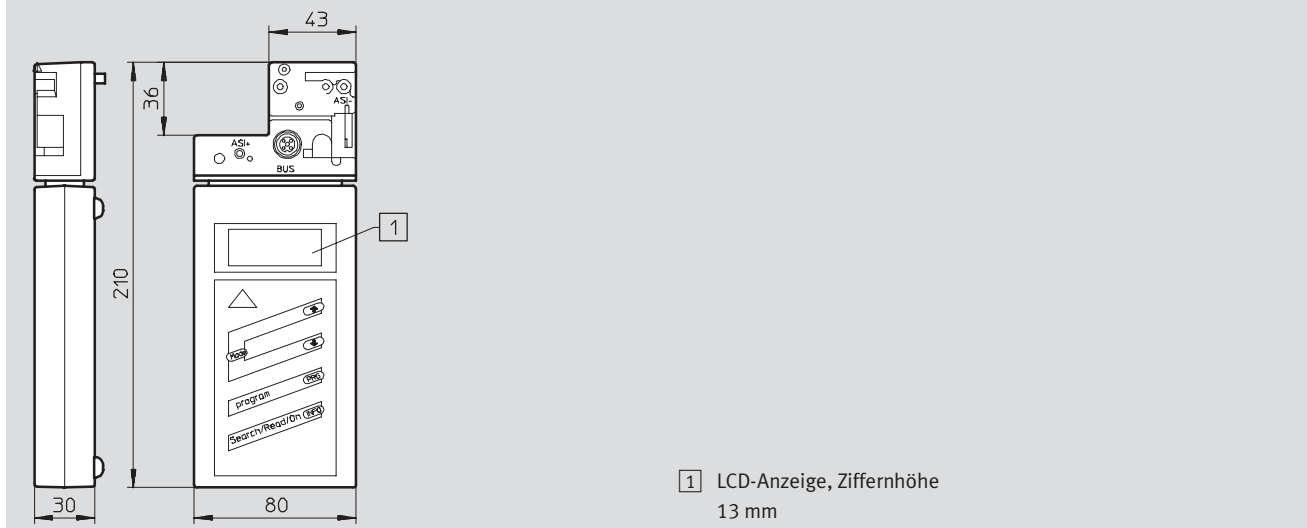 43
36
ASI-
ASI+
BUS
1
210
Mode
PRG
program
INFO
Search/Read/On
30
80
1 LCD-Anzeige, Ziffernhöhe
13 mm